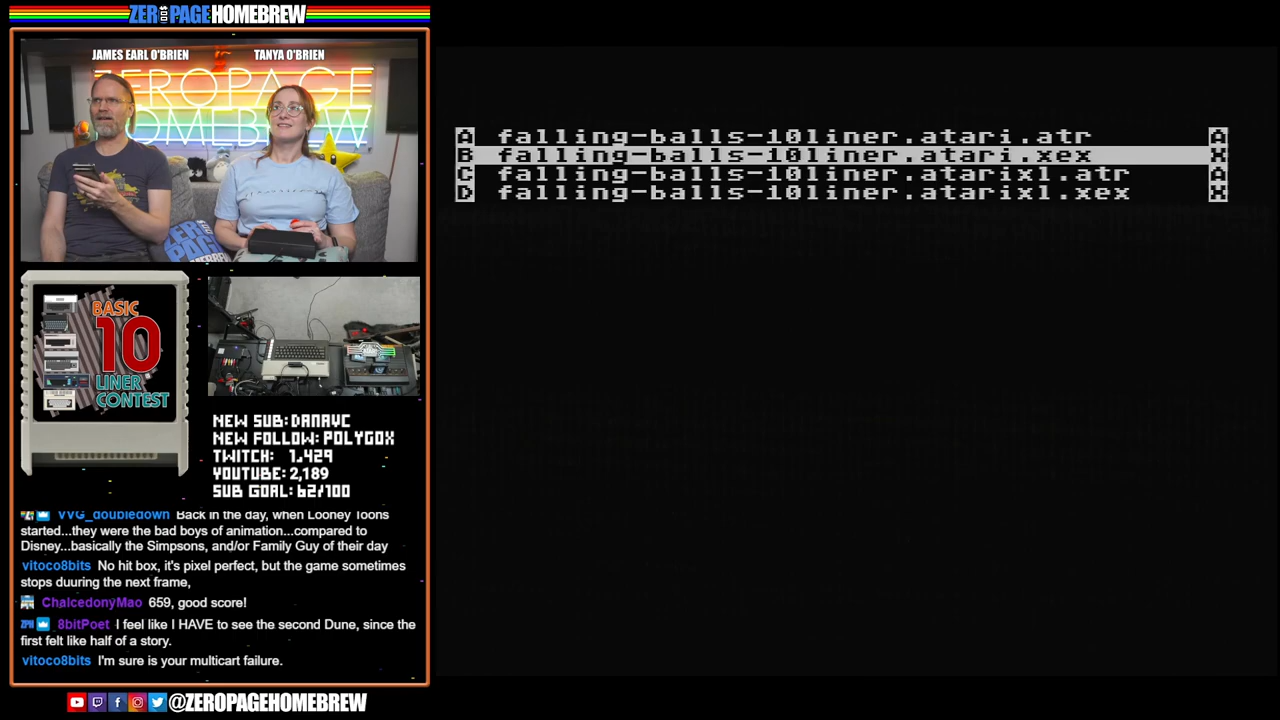 ZEROPAGE HOMEBREW
JAMES EARL O'BRIEN
TANYA O'BRIEN
ZEROPAGE
HOMEBREW
ZERO
PAGE
HOMEBREW
A falling-balls-10liner.atari.atr A
B falling-balls-10liner.atari.xex X
C falling-balls-10liner.atarixl.atr A
D falling-balls-10liner.atarixl.xex X
BASIC
10
LINER
CONTEST
NEW SUB: DANAVC
NEW FOLLOW: POLYGOX
TWITCH: 1,429
YOUTUBE: 2,189
SUB GOAL: 62/100
VVG_doubledown Back in the day, when Looney Toons
started...they were the bad boys of animation...compared to
Disney...basically the Simpsons, and/or Family Guy of their day
vitoco8bits No hit box, it's pixel perfect, but the game sometimes
stops duuring the next frame,
ChalcedonyMao 659, good score!
ZPH 8bitPoet I feel like I HAVE to see the second Dune, since the
first felt like half of a story.
vitoco8bits I'm sure is your multicart failure.
@ZEROPAGEHOMEBREW